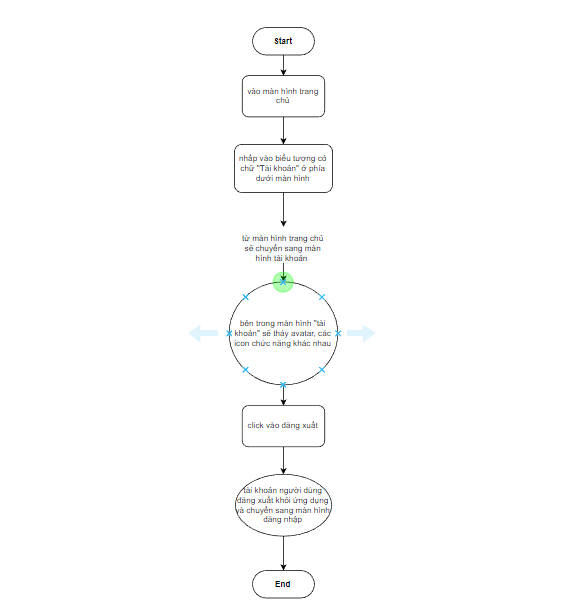 Start
vào màn hình trang
chủ
nhấp vào biểu tượng có
chữ "Tài khoản" ở phía
dưới màn hình
từ màn hình trang chủ
sẽ chuyển sang màn
hình tài khoản
bên trong màn hình "tài
khoản" sẽ thấy avatar, các
icon chức năng khác nhau
click vào đăng xuất
tài khoản người dùng
đăng xuất khỏi ứng dụng
và chuyển sang màn hình
đăng nhập
End